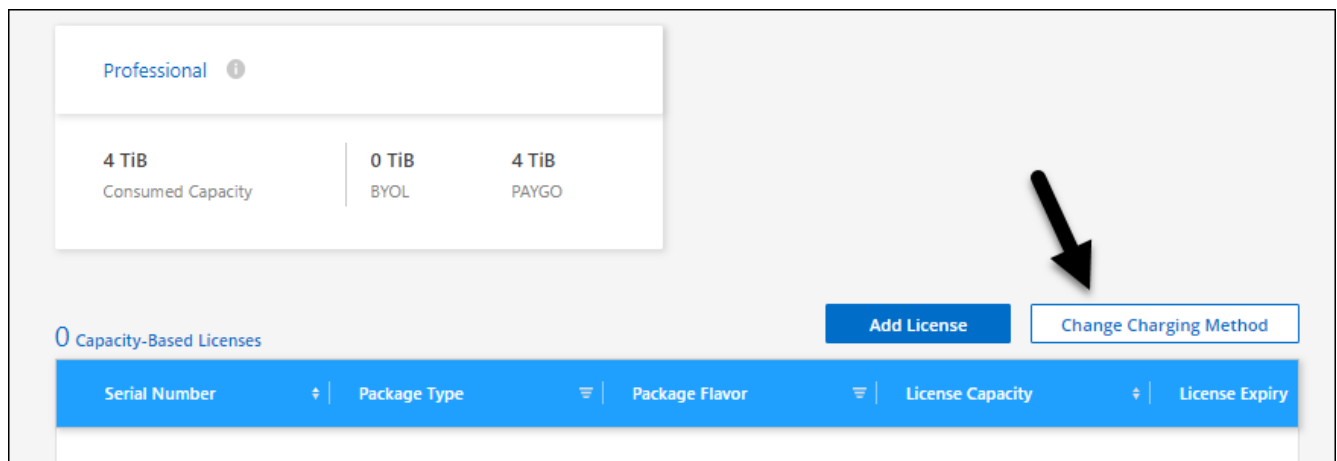 Professional
4 TiB 0 TiB 4 TiB
Consumed Capacity BYOL PAYGO
Add License Change Charging Method
0 Capacity-Based Licenses
Serial Number Package Type Package Flavor License Capacity License Expiry